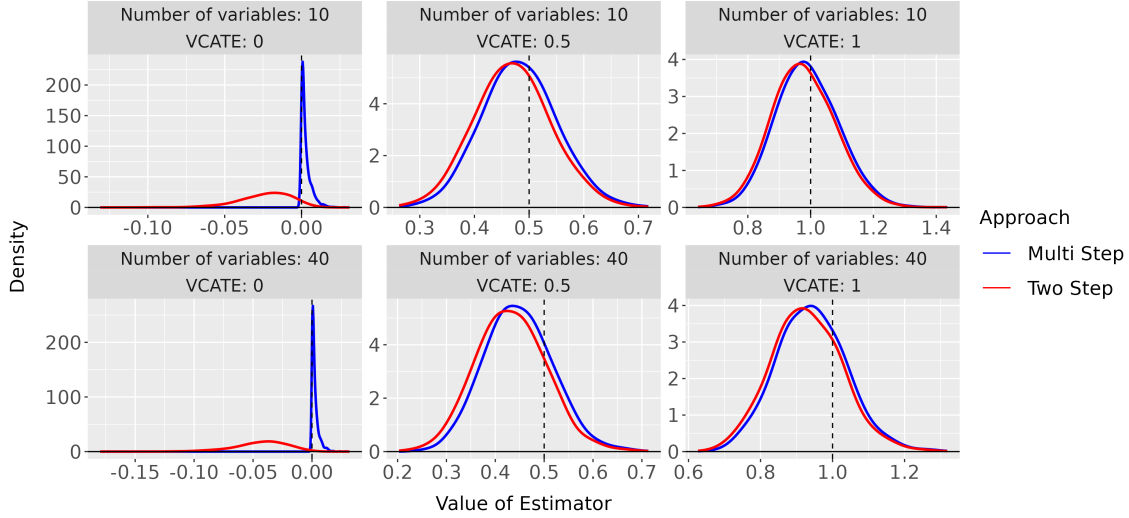 Number of variables: 10
VCATE: 0
Number of variables: 10
VCATE: 0.5
Number of variables: 10
VCATE: 1
200
150
100
50
0
-0.10
-0.05
0.00
4
2
0
0.3
0.4
0.5
0.6
0.7
4
3
2
1
0
0.8
1.0
1.2
1.4
Number of variables: 40
VCATE: 0
Number of variables: 40
VCATE: 0.5
Number of variables: 40
VCATE: 1
200
100
0
-0.15
-0.10
-0.05
0.00
4
2
0
0.2
0.3
0.4
0.5
0.6
0.7
4
3
2
1
0
0.6
0.8
1.0
1.2
Density
Value of Estimator
Approach
Multi Step
Two Step